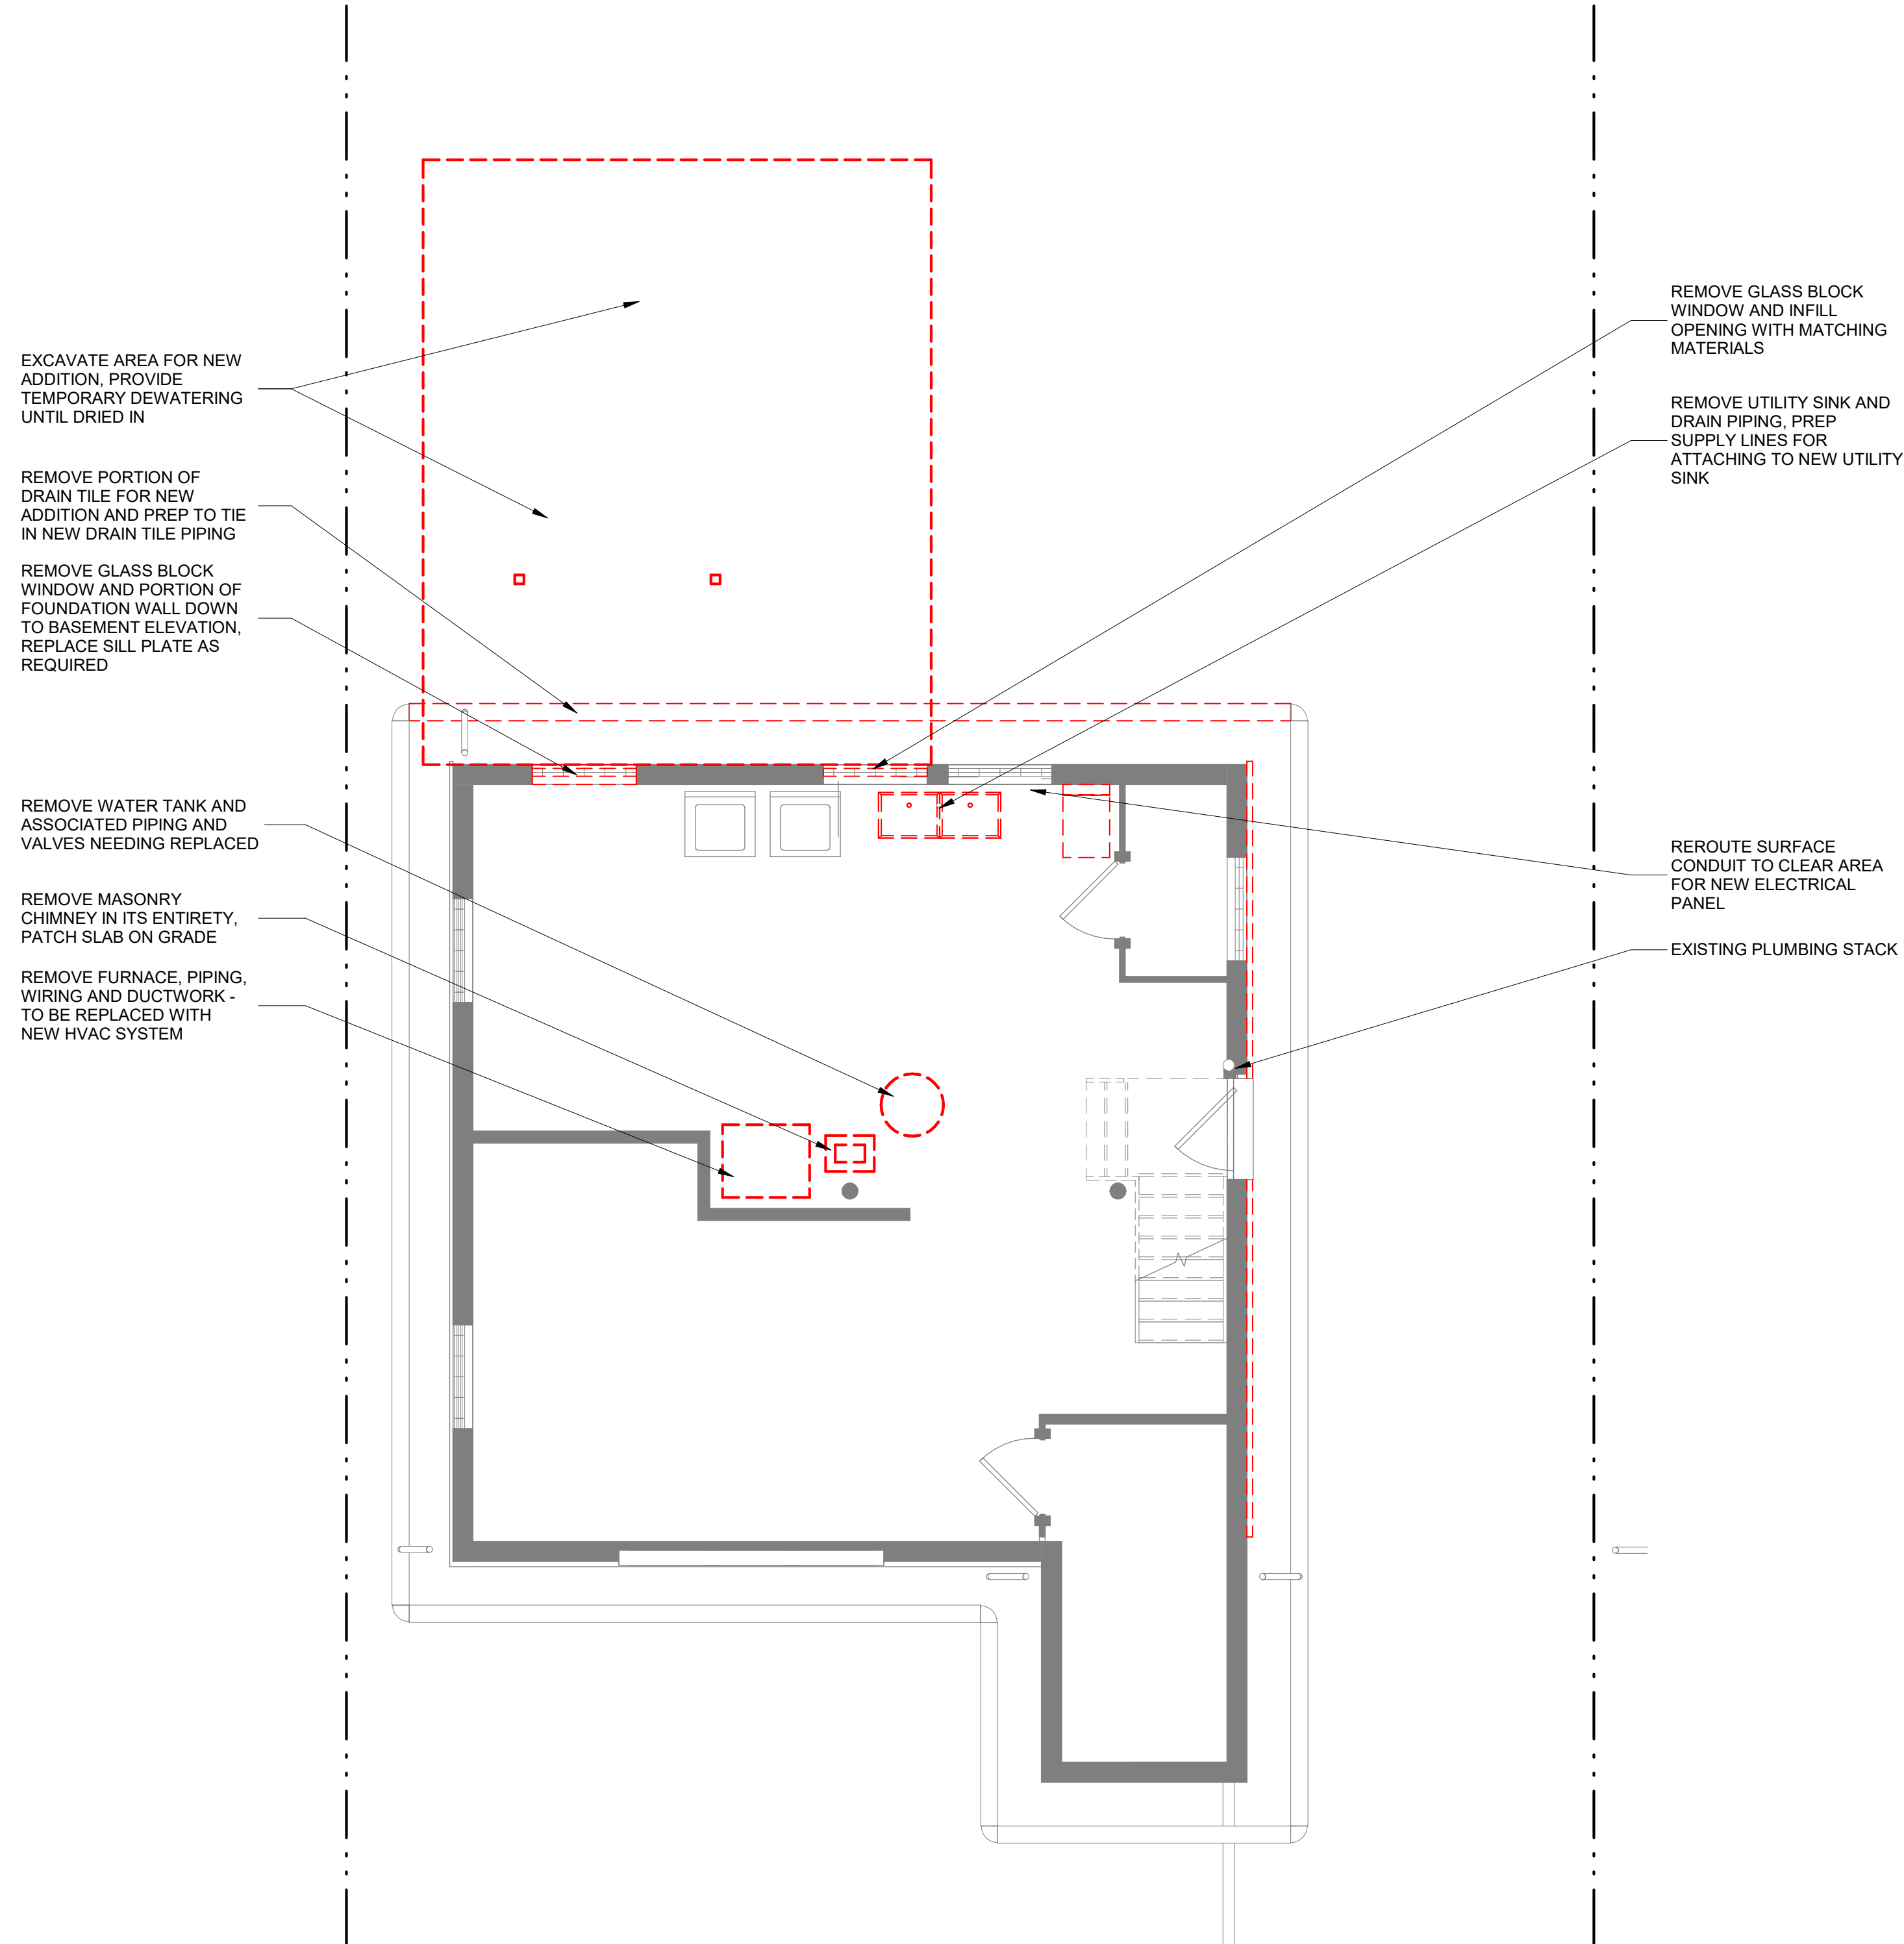 EXCAVATE AREA FOR NEW
ADDITION, PROVIDE
TEMPORARY DEWATERING
UNTIL DRIED IN
REMOVE PORTION OF
DRAIN TILE FOR NEW
ADDITION AND PREP TO TIE
IN NEW DRAIN TILE PIPING
REMOVE GLASS BLOCK
WINDOW AND PORTION OF
FOUNDATION WALL DOWN
TO BASEMENT ELEVATION,
REPLACE SILL PLATE AS
REQUIRED
REMOVE WATER TANK AND
ASSOCIATED PIPING AND
VALVES NEEDING REPLACED
REMOVE MASONRY
CHIMNEY IN ITS ENTIRETY,
PATCH SLAB ON GRADE
REMOVE FURNACE, PIPING,
WIRING AND DUCTWORK -
TO BE REPLACED WITH
NEW HVAC SYSTEM
REMOVE GLASS BLOCK
WINDOW AND INFILL
OPENING WITH MATCHING
MATERIALS
REMOVE UTILITY SINK AND
DRAIN PIPING, PREP
SUPPLY LINES FOR
ATTACHING TO NEW UTILITY
SINK
REROUTE SURFACE
CONDUIT TO CLEAR AREA
FOR NEW ELECTRICAL
PANEL
EXISTING PLUMBING STACK